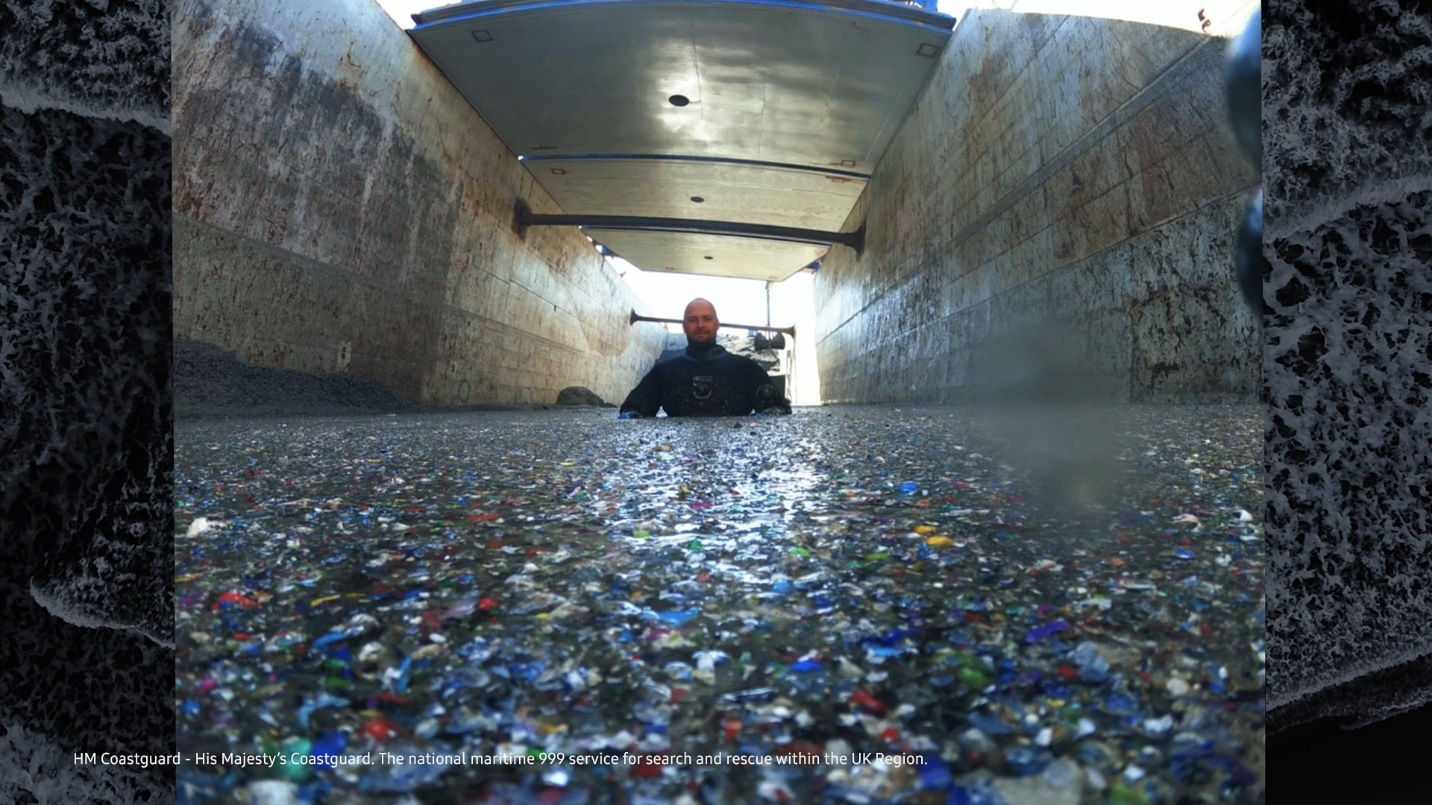 HM Coastguard - His Majesty’s Coastguard. The national maritime 999 service for search and rescue within the UK Region.